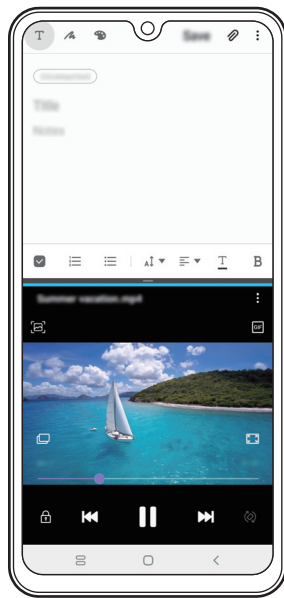 T Save
Uncategorized
Title
Notes
A T B
Summer vacation.mp4
GIF